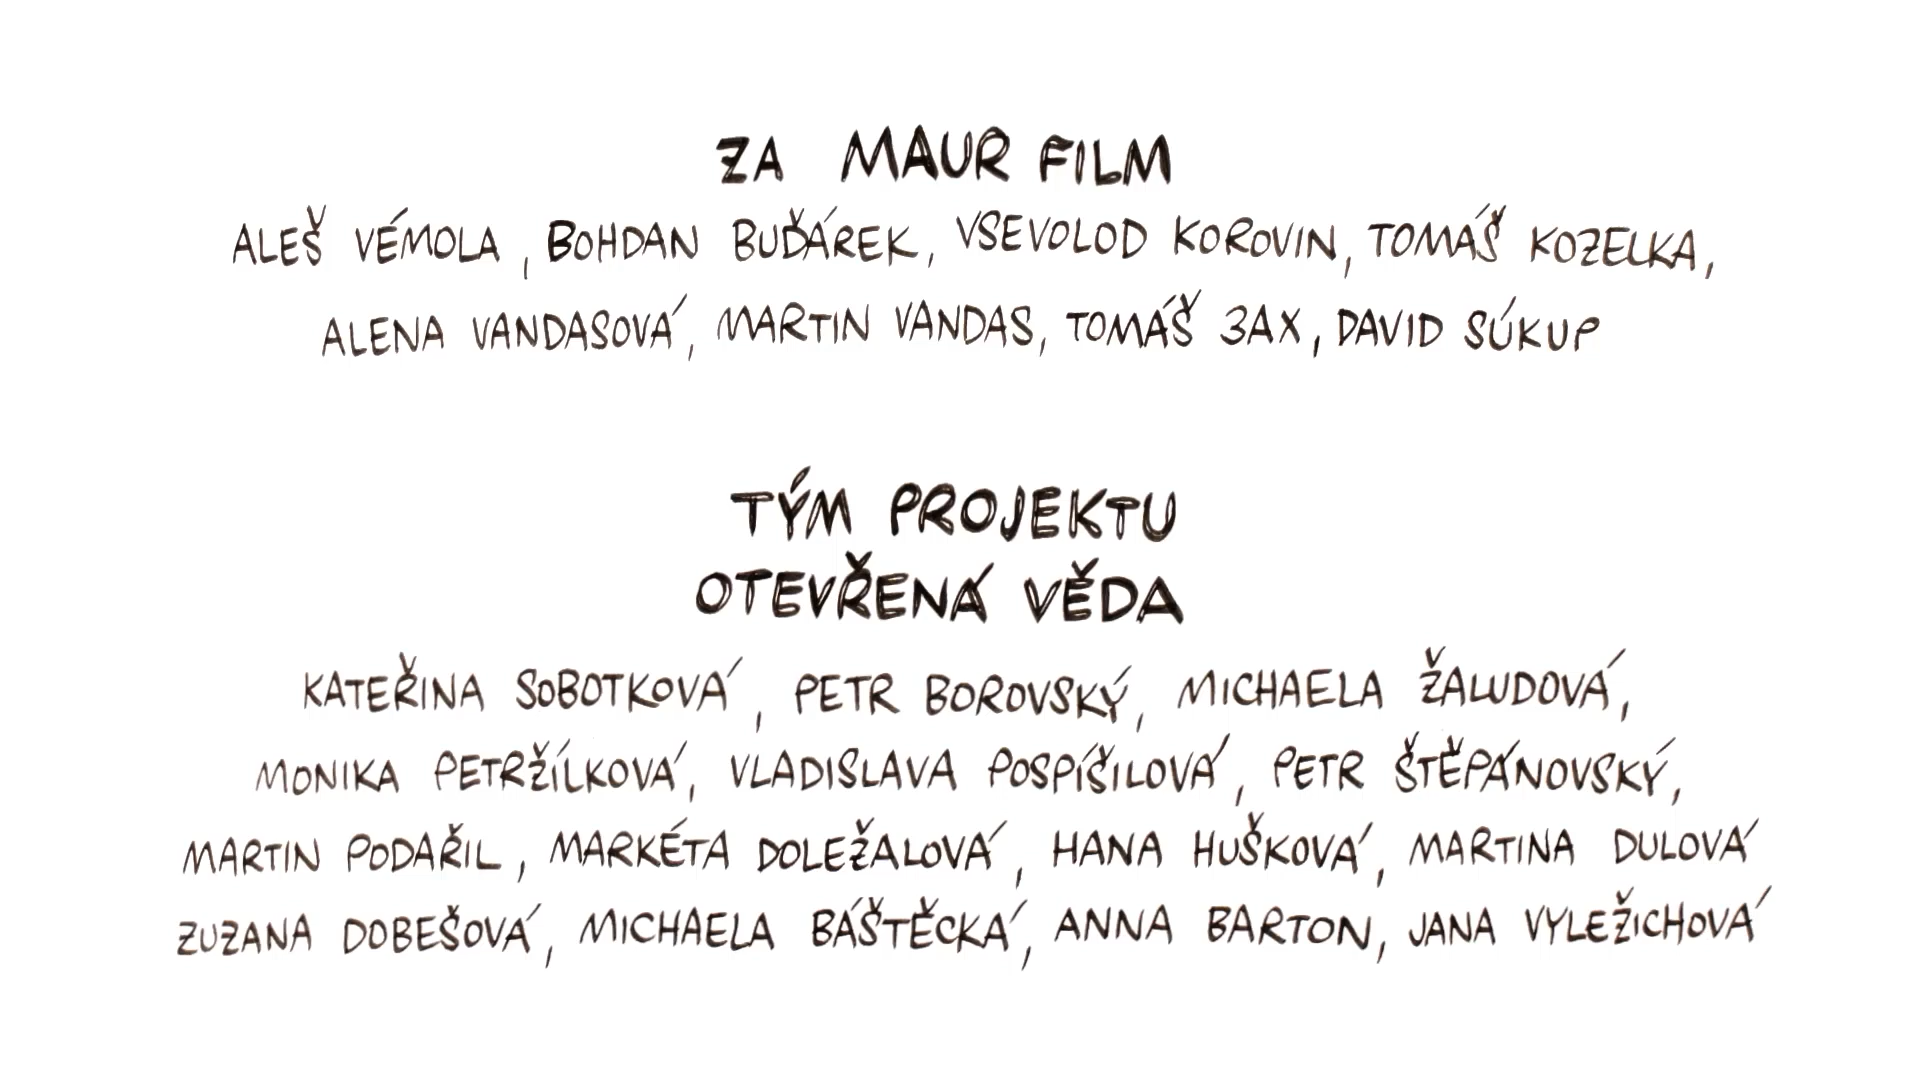 ZA MAUR FILM
ALEŠ VÉMOLA, BOHDAN BUĎÁREK, VSEVOLOD KOROVIN, TOMÁŠ KOZELKA,
ALENA VANDASOVÁ, MARTIN VANDAS, TOMÁŠ 3AX, DAVID SÚKUP
TÝM PROJEKTU
OTEVŘENÁ VĚDA
KATEŘINA SOBOTKOVÁ, PETR BOROVSKÝ, MICHAELA ŽALUDOVÁ,
MONIKA PETRŽÍLKOVÁ, VLADISLAVA POSPÍŠILOVÁ, PETR ŠTĚPÁNOVSKÝ,
MARTIN PODAŘIL, MARKÉTA DOLEŽALOVÁ, HANA HUŠKOVÁ, MARTINA DULOVÁ
ZUZANA DOBEŠOVÁ, MICHAELA BÁŠTĚCKÁ, ANNA BARTON, JANA VYLEŽICHOVÁ